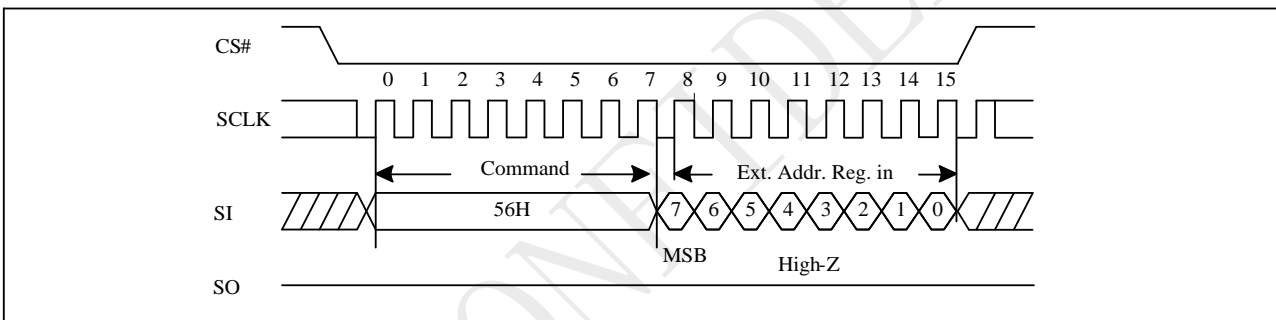 CS#
0 1 2 3 4 5 6 7 8 9 10 11 12 13 14 15
SCLK
Command Ext. Addr. Reg. in
SI 56H 7 6 5 4 3 2 1 0
MSB High-Z
SO